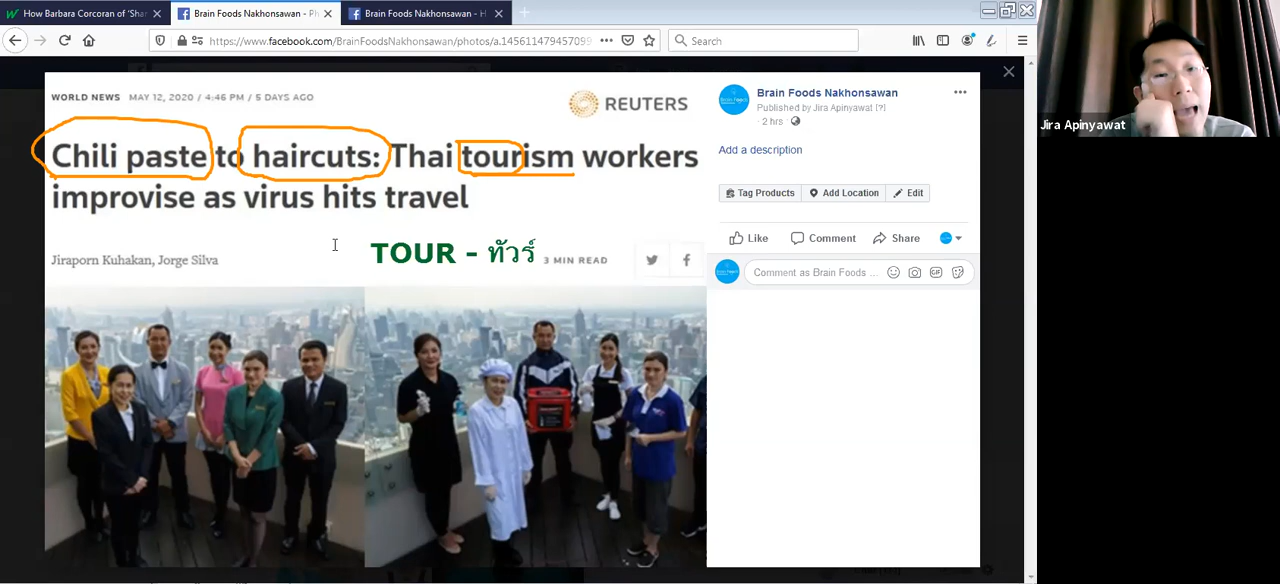 How Barbara Corcoran of 'Shar
Brain Foods Nakhonsawan - Ph
Brain Foods Nakhonsawan - H
https://www.facebook.com/BrainFoodsNakhonsawan/photos/a.145611479457099
Search
WORLD NEWS MAY 12, 2020 / 4:46 PM / 5 DAYS AGO
REUTERS
Chili paste to haircuts: Thai tourism workers
improvise as virus hits travel
Jiraporn Kuhakan, Jorge Silva
TOUR - ทัวร์
3 MIN READ
Brain Foods Nakhonsawan
Published by Jira Apinyawat [?]
· 2 hrs ·
Add a description
Tag Products Add Location Edit
Like Comment Share
Comment as Brain Foods ...
GIF
Jira Apinyawat